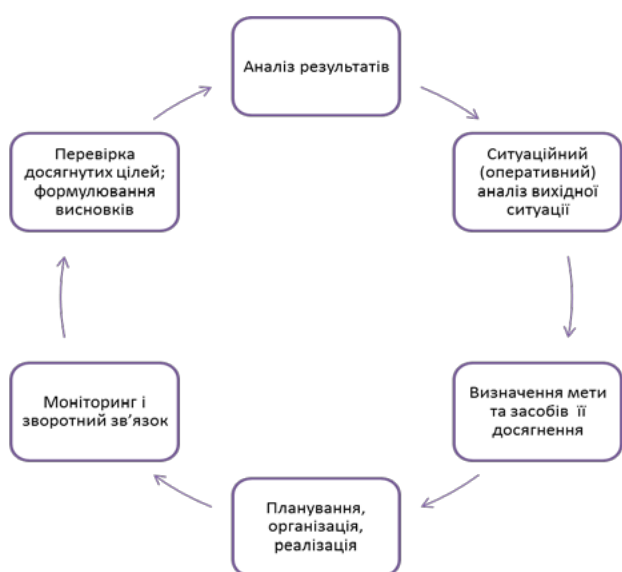 Аналіз результатів
Ситуаційний
(оперативний)
аналіз вихідної
ситуації
Визначення мети
та засобів її
досягнення
Планування,
організація,
реалізація
Моніторинг і
зворотний зв’язок
Перевірка
досягнутих цілей;
формулювання
висновків